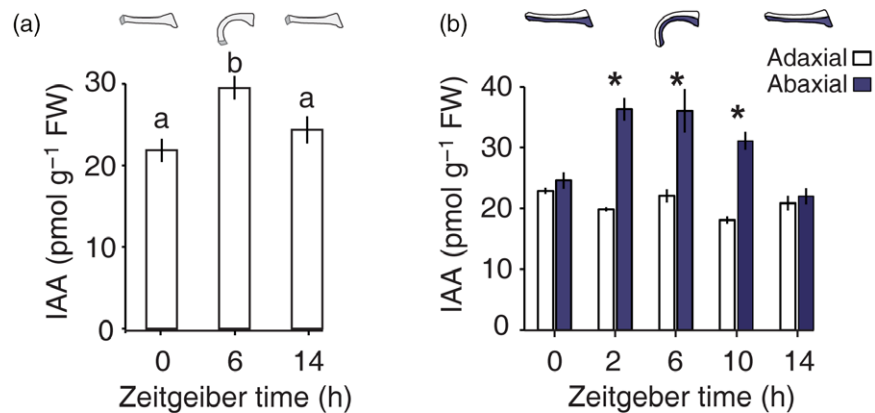 (a)
b
a
a
30
20
10
0
IAA (pmol g⁻¹ FW)
0 6 14
Zeitgeiber time (h)
(b)
Adaxial
Abaxial
* * *
40
30
20
10
0
IAA (pmol g⁻¹ FW)
0 2 6 10 14
Zeitgeber time (h)